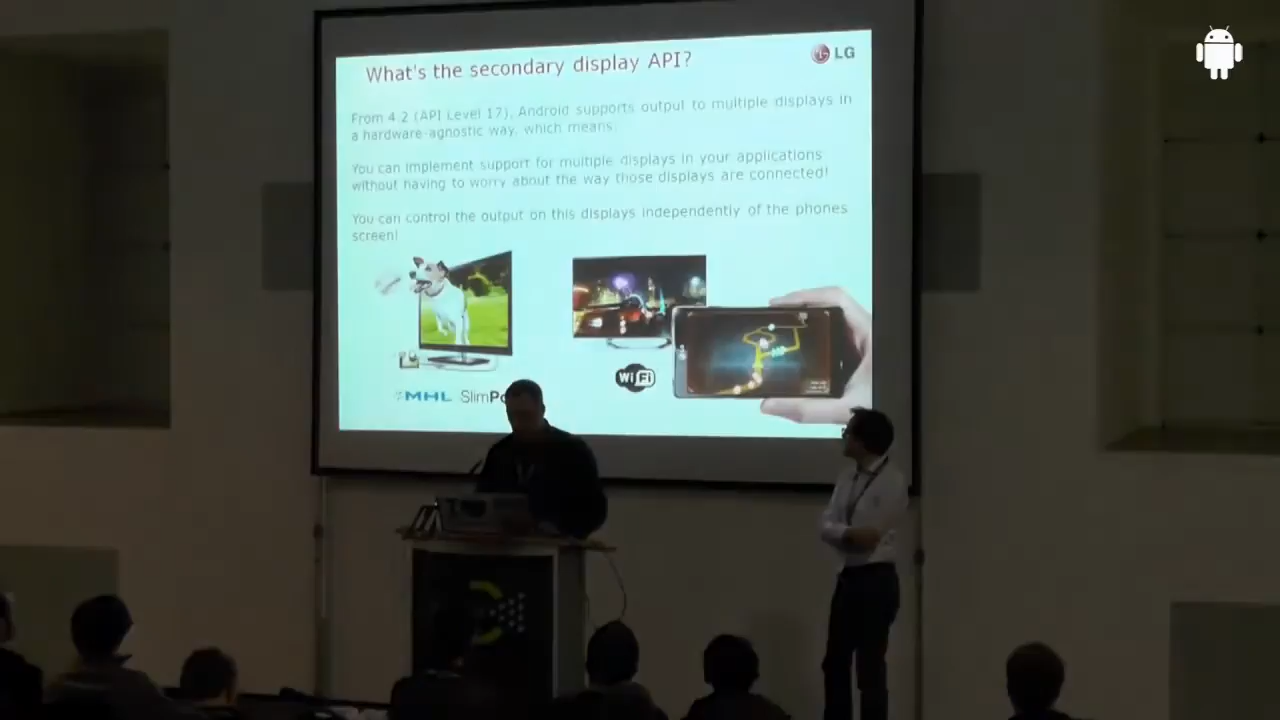 What's the secondary display API?
LG
From 4.2 (API Level 17), Android supports output to multiple displays in
a hardware-agnostic way, which means:
You can implement support for multiple displays in your applications
without having to worry about the way those displays are connected!
You can control the output on this displays independently of the phones
screen!
WiFi
MHL SlimPo